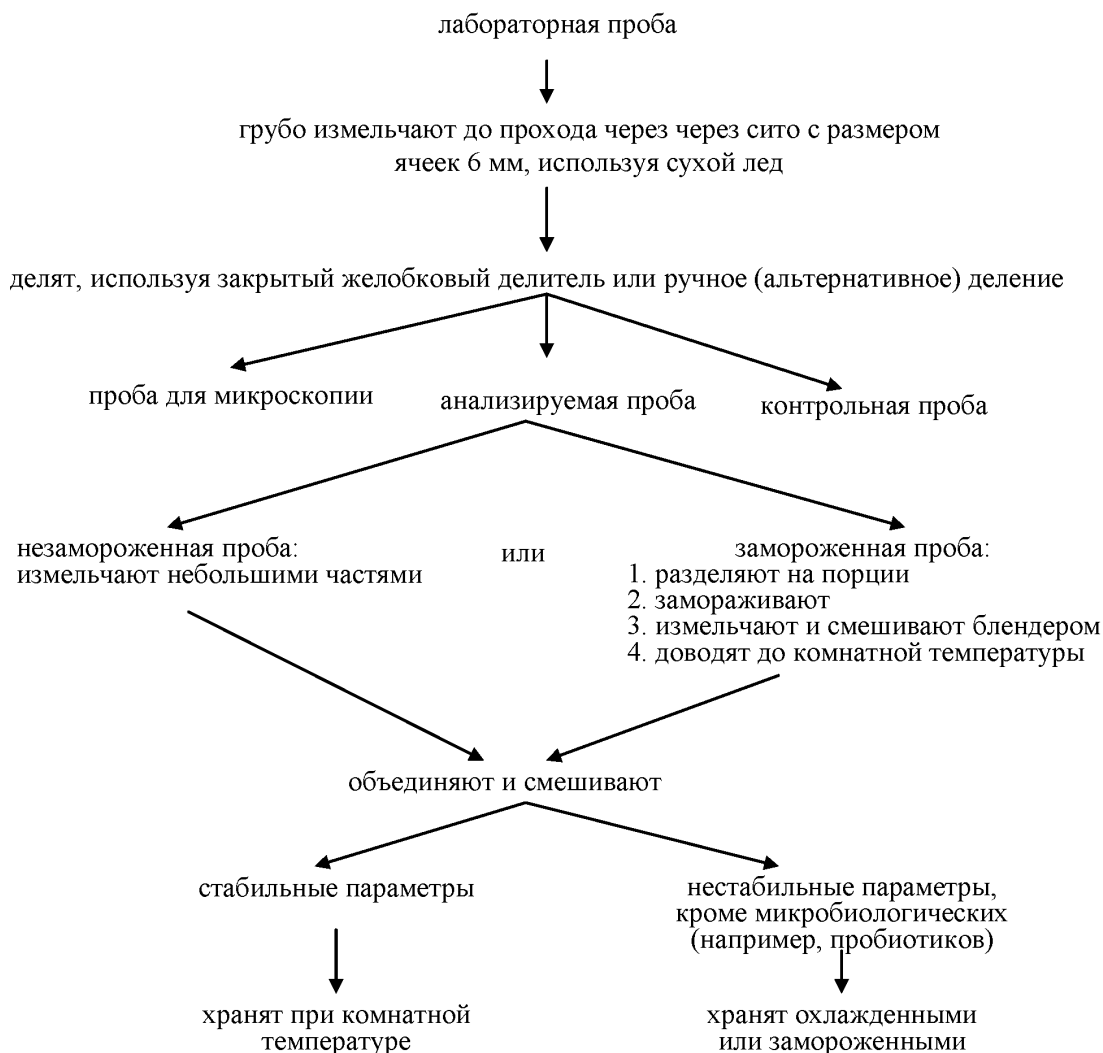 лабораторная проба
грубо измельчают до прохода через через сито с размером
ячеек 6 мм, используя сухой лед
делят, используя закрытый желобковый делитель или ручное (альтернативное) деление
проба для микроскопии
анализируемая проба
контрольная проба
незамороженная проба:
измельчают небольшими частями
или
замороженная проба:
1. разделяют на порции
2. замораживают
3. измельчают и смешивают блендером
4. доводят до комнатной температуры
объединяют и смешивают
стабильные параметры
нестабильные параметры,
кроме микробиологических
(например, пробиотиков)
хранят при комнатной
температуре
хранят охлажденными
или замороженными